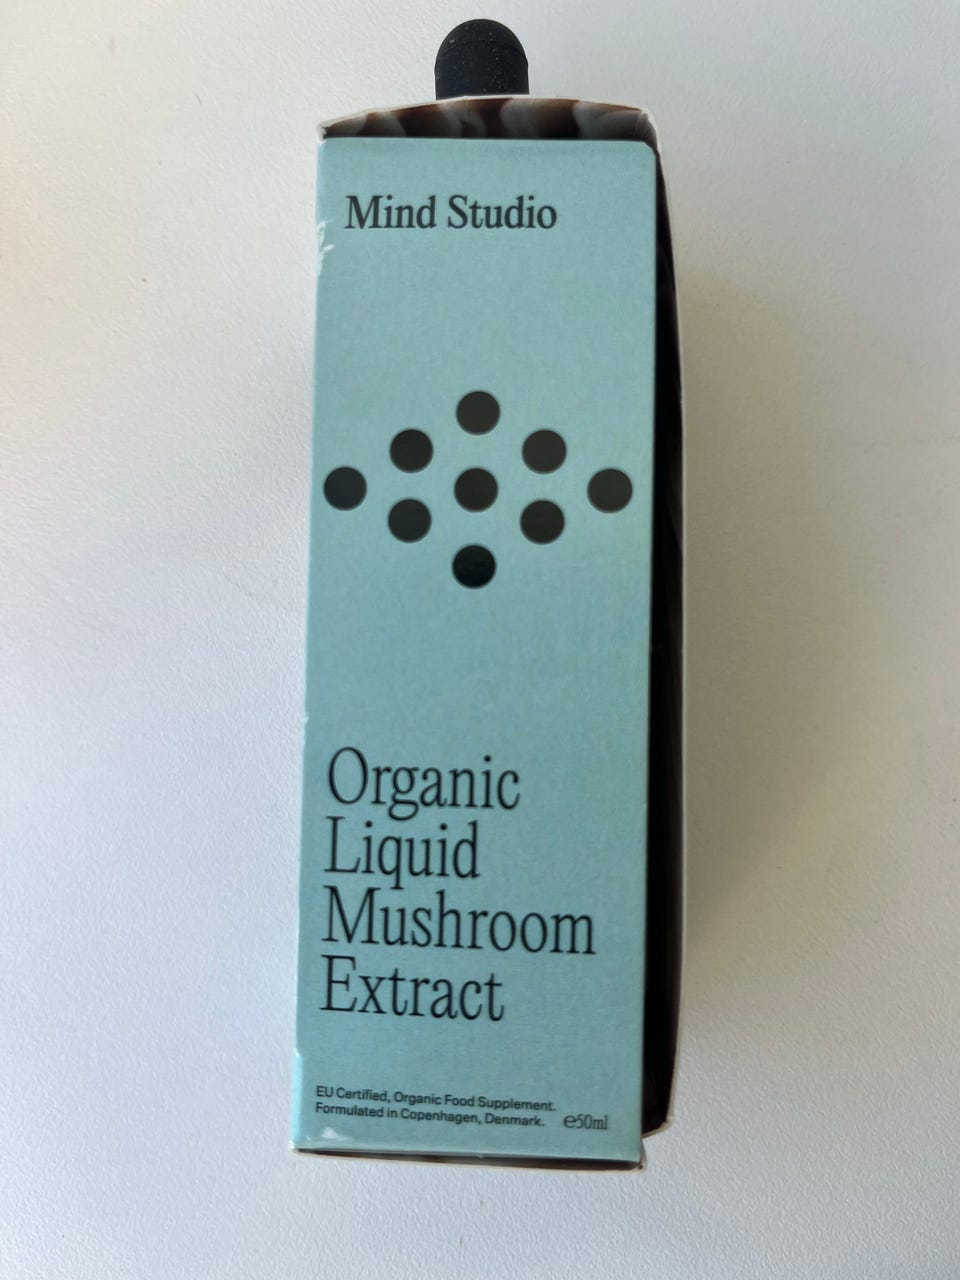 Mind Studio
Organic
Liquid
Mushroom
Extract
EU Certified, Organic Food Supplement.
Formulated in Copenhagen, Denmark. ℮50ml